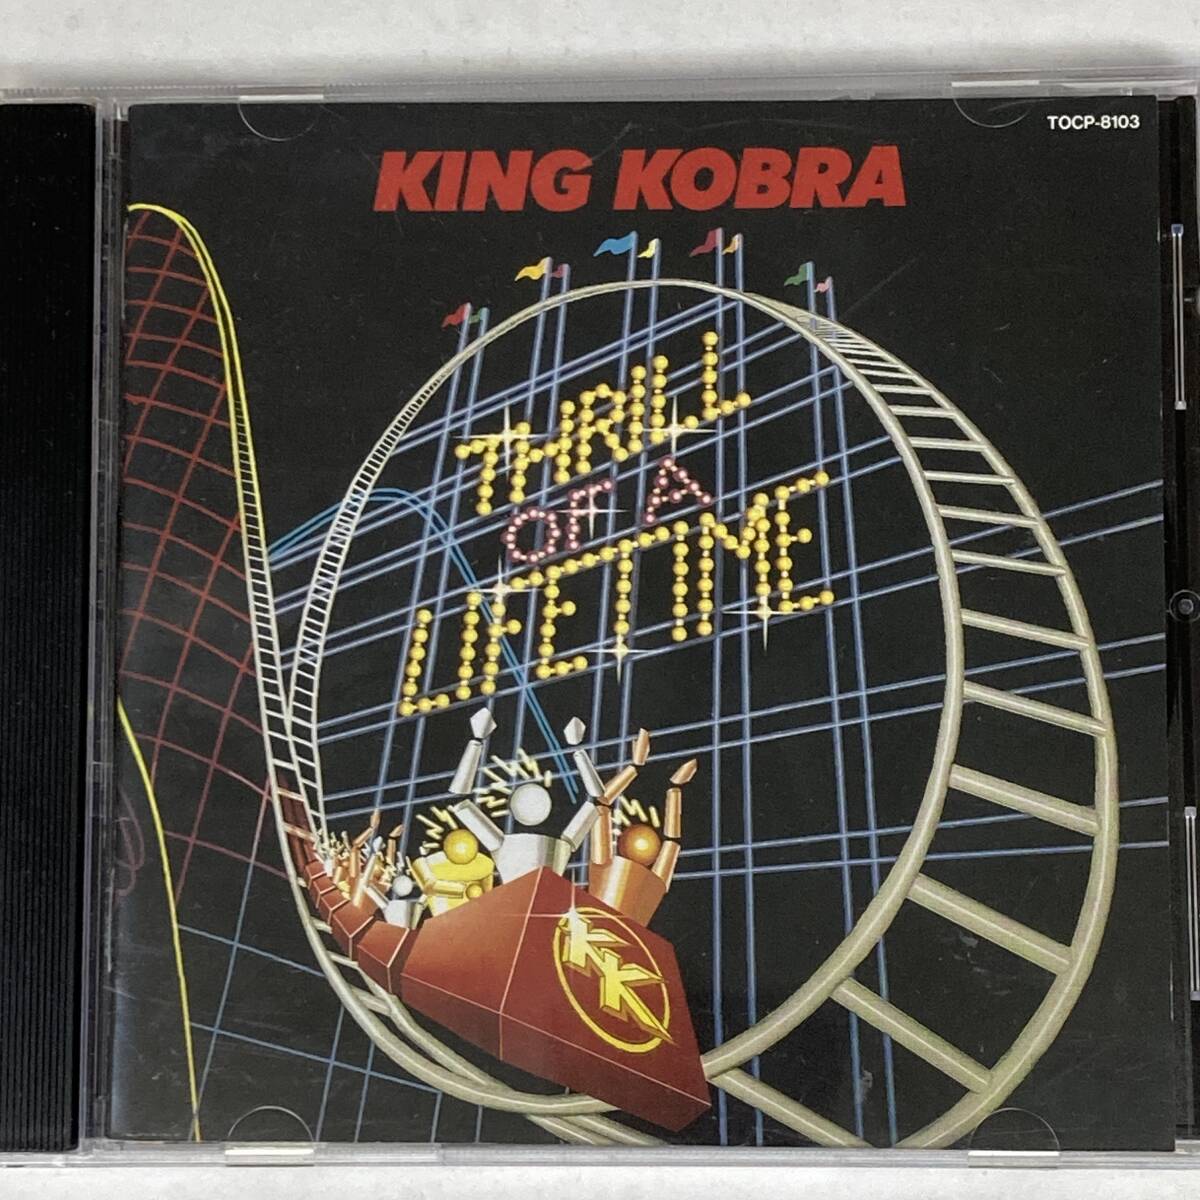 TOCP-8103
KING KOBRA
THRILL
OF A
LIFETIME
KK